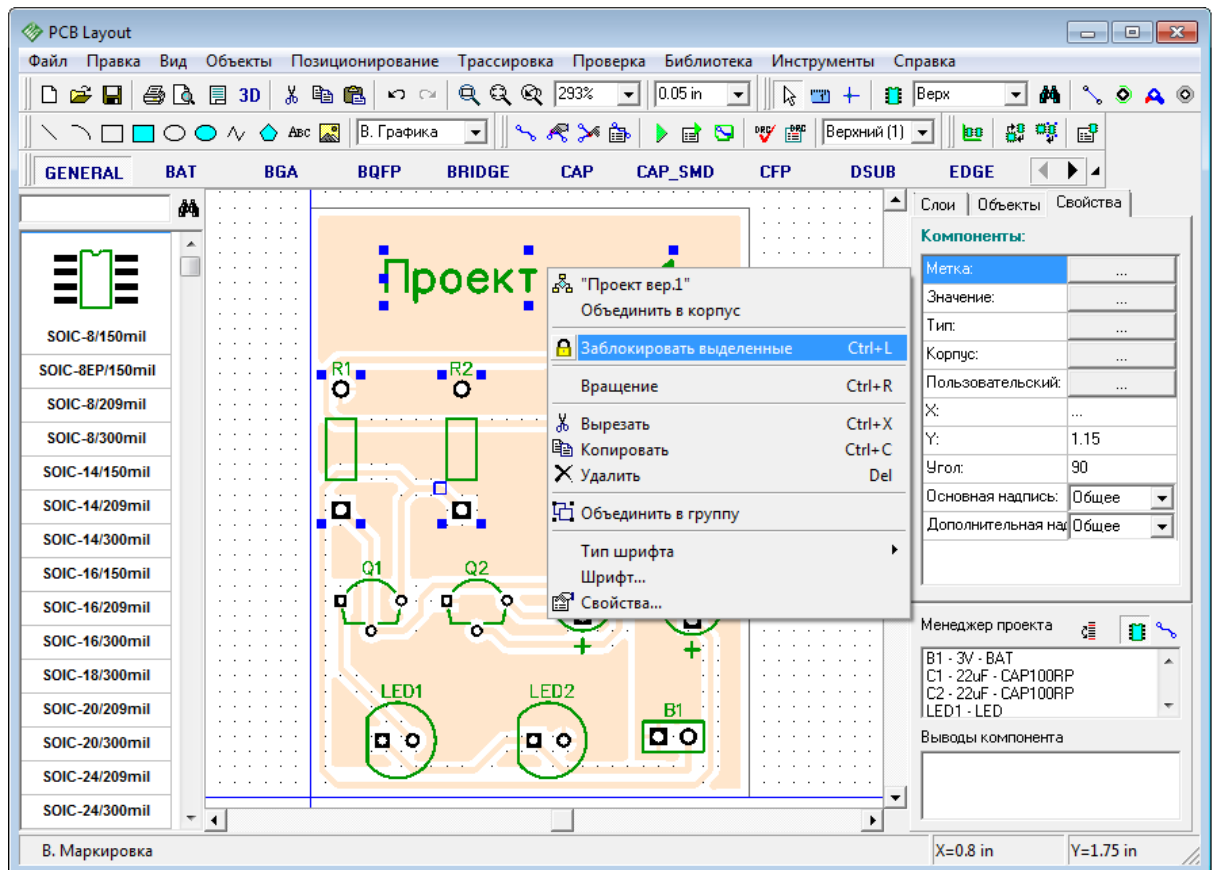 PCB Layout
Файл Правка Вид Объекты Позиционирование Трассировка Проверка Библиотека Инструменты Справка
3D 293% 0.05 in Верх
ABC В. Графика DRC DRC Верхний (1)
GENERAL BAT BGA BQFP BRIDGE CAP CAP_SMD CFP DSUB EDGE
SOIC-8/150mil
SOIC-8EP/150mil
SOIC-8/209mil
SOIC-8/300mil
SOIC-14/150mil
SOIC-14/209mil
SOIC-14/300mil
SOIC-16/150mil
SOIC-16/209mil
SOIC-16/300mil
SOIC-18/300mil
SOIC-20/209mil
SOIC-20/300mil
SOIC-24/209mil
SOIC-24/300mil
Проект
R1 R2
Q1 Q2
+ +
LED1 LED2
B1
"Проект вер.1"
Объединить в корпус
Заблокировать выделенные Ctrl+L
Вращение Ctrl+R
Вырезать Ctrl+X
Копировать Ctrl+C
Удалить Del
Объединить в группу
Тип шрифта
Шрифт...
Свойства...
Слои Объекты Свойства
Компоненты:
Метка: ...
Значение: ...
Тип: ...
Корпус: ...
Пользовательский: ...
X: ...
Y: 1.15
Угол: 90
Основная надпись: Общее
Дополнительная над Общее
Менеджер проекта
B1 - 3V - BAT
C1 - 22uF - CAP100RP
C2 - 22uF - CAP100RP
LED1 - LED
Выводы компонента
В. Маркировка X=0.8 in Y=1.75 in